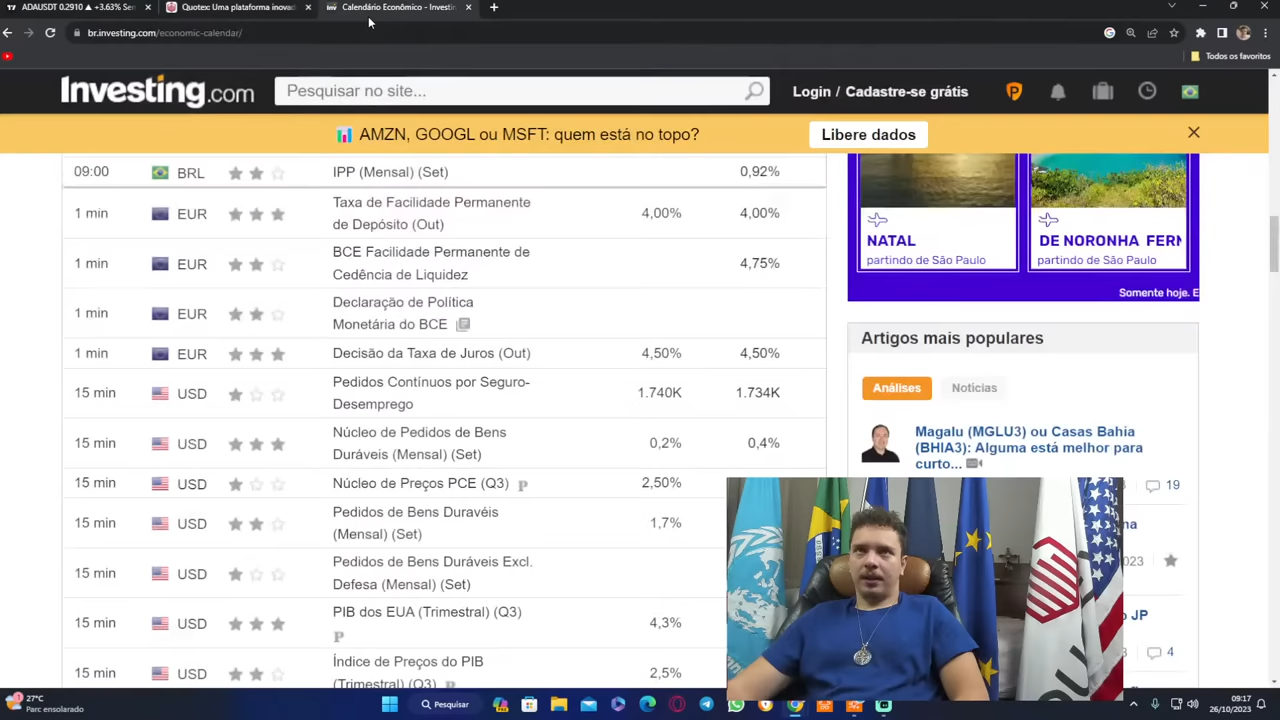 ADAUSDT 0.2910 ▲ +3.63% Ser
Quotex: Uma plataforma inovad
Calendário Econômico - Investin
br.investing.com/economic-calendar/
Todos os favoritos
Investing.com
Pesquisar no site...
Login / Cadastre-se grátis
AMZN, GOOGL ou MSFT: quem está no topo?
Libere dados
09:00 BRL IPP (Mensal) (Set) 0,92%
1 min EUR Taxa de Facilidade Permanente
de Depósito (Out) 4,00% 4,00%
1 min EUR BCE Facilidade Permanente de
Cedência de Liquidez 4,75%
1 min EUR Declaração de Política
Monetária do BCE
1 min EUR Decisão da Taxa de Juros (Out) 4,50% 4,50%
15 min USD Pedidos Contínuos por Seguro-
Desemprego 1.740K 1.734K
15 min USD Núcleo de Pedidos de Bens
Duráveis (Mensal) (Set) 0,2% 0,4%
15 min USD Núcleo de Preços PCE (Q3) P 2,50%
15 min USD Pedidos de Bens Duravéis
(Mensal) (Set) 1,7%
15 min USD Pedidos de Bens Duráveis Excl.
Defesa (Mensal) (Set)
15 min USD PIB dos EUA (Trimestral) (Q3)
P 4,3%
15 min USD Índice de Preços do PIB
(Trimestral) (Q3) P 2,5%
NATAL
partindo de São Paulo
DE NORONHA FERN
partindo de São Paulo
Somente hoje. E
Artigos mais populares
Análises
Noticias
Magalu (MGLU3) ou Casas Bahia
(BHIA3): Alguma está melhor para
curto...
19
na
023
o JP
4
27°C
Parc ensolarado
Pesquisar
09:17
26/10/2023